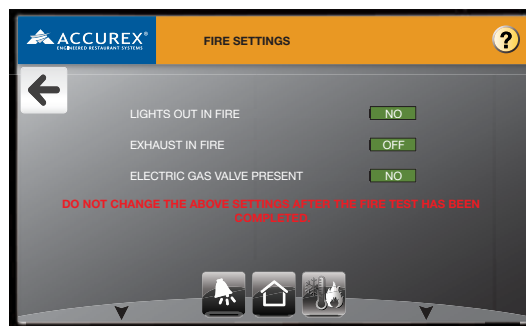 ACCUREX®
ENGINEERED RESTAURANT SYSTEMS
FIRE SETTINGS
?
LIGHTS OUT IN FIRE NO
EXHAUST IN FIRE OFF
ELECTRIC GAS VALVE PRESENT NO
DO NOT CHANGE THE ABOVE SETTINGS AFTER THE FIRE TEST HAS BEEN
COMPLETED.